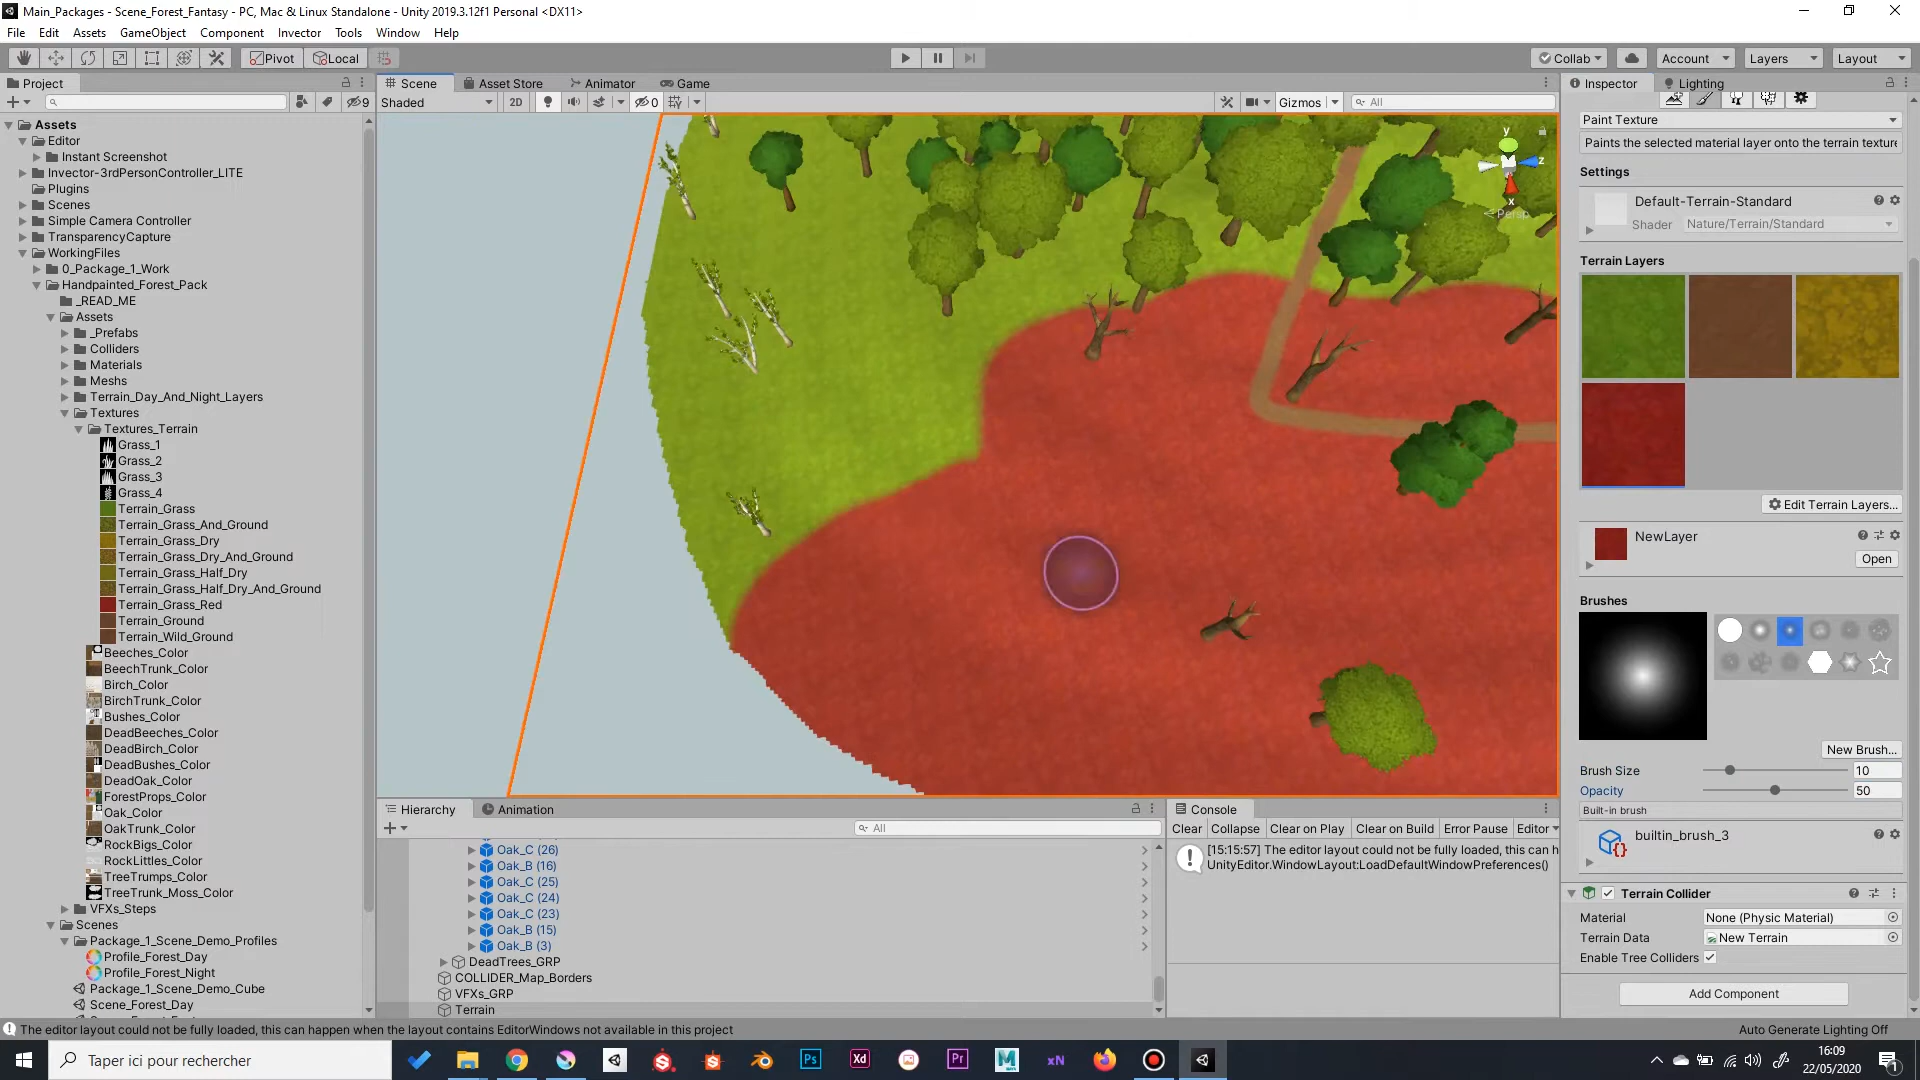 Main_Packages - Scene_Forest_Fantasy - PC, Mac & Linux Standalone - Unity 2019.3.12f1 Personal <DX11>
File Edit Assets GameObject Component Invector Tools Window Help
Pivot Local Collab Account Layers Layout
Project
9
Assets
Editor
Instant Screenshot
Invector-3rdPersonController_LITE
Plugins
Scenes
Simple Camera Controller
TransparencyCapture
WorkingFiles
0_Package_1_Work
Handpainted_Forest_Pack
_READ_ME
Assets
_Prefabs
Colliders
Materials
Meshs
Terrain_Day_And_Night_Layers
Textures
Textures_Terrain
Grass_1
Grass_2
Grass_3
Grass_4
Terrain_Grass
Terrain_Grass_And_Ground
Terrain_Grass_Dry
Terrain_Grass_Dry_And_Ground
Terrain_Grass_Half_Dry
Terrain_Grass_Half_Dry_And_Ground
Terrain_Grass_Red
Terrain_Ground
Terrain_Wild_Ground
Beeches_Color
BeechTrunk_Color
Birch_Color
BirchTrunk_Color
Bushes_Color
DeadBeeches_Color
DeadBirch_Color
DeadBushes_Color
DeadOak_Color
ForestProps_Color
Oak_Color
OakTrunk_Color
RockBigs_Color
RockLittles_Color
TreeTrumps_Color
TreeTrunk_Moss_Color
VFXs_Steps
Scenes
Package_1_Scene_Demo_Profiles
Profile_Forest_Day
Profile_Forest_Night
Package_1_Scene_Demo_Cube
Scene_Forest_Day
Scene Asset Store Animator Game
Shaded 2D 0 Gizmos All
y
z
x
Persp
Hierarchy Animation
All
Oak_C (26)
Oak_B (16)
Oak_C (25)
Oak_C (24)
Oak_C (23)
Oak_B (15)
Oak_B (3)
DeadTrees_GRP
COLLIDER_Map_Borders
VFXs_GRP
Terrain
Console
Clear Collapse Clear on Play Clear on Build Error Pause Editor
[15:15:57] The editor layout could not be fully loaded, this can h
UnityEditor.WindowLayout:LoadDefaultWindowPreferences()
Inspector Lighting
Paint Texture
Paints the selected material layer onto the terrain texture
Settings
Default-Terrain-Standard
Shader Nature/Terrain/Standard
Terrain Layers
Edit Terrain Layers...
NewLayer
Open
Brushes
New Brush...
Brush Size 10
Opacity 50
Built-in brush
builtin_brush_3
Terrain Collider
Material None (Physic Material)
Terrain Data New Terrain
Enable Tree Colliders
Add Component
The editor layout could not be fully loaded, this can happen when the layout contains EditorWindows not available in this project
Auto Generate Lighting Off
Taper ici pour rechercher
Ps Xd Pr M xN
16:09
22/05/2020
1